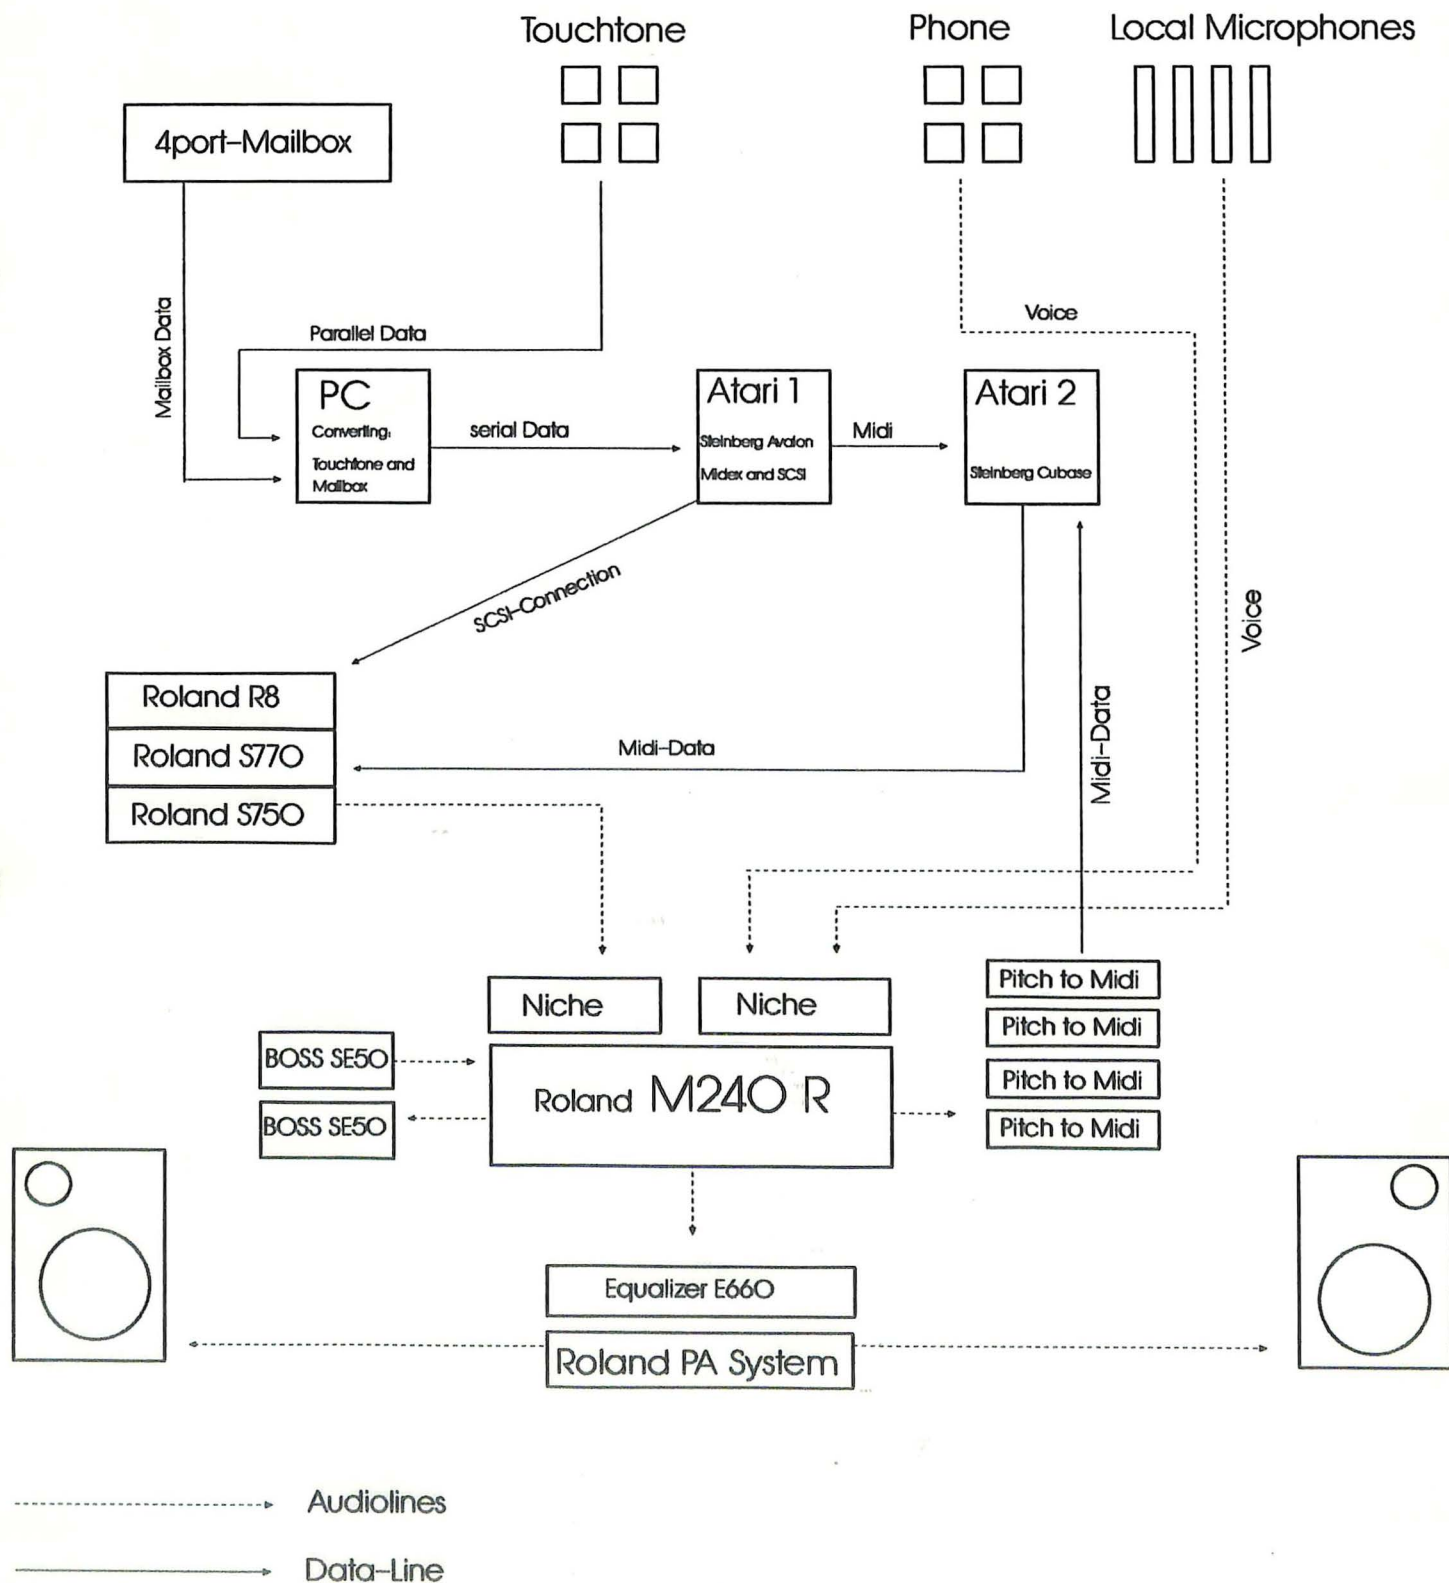 Touchtone
Phone
Local Microphones
4port-Mailbox
Mailbox Data
Parallel Data
Voice
PC
Converting:
Touchtone and
Mailbox
serial Data
Atari 1
Steinberg Avalon
Midex and SCSI
Midi
Atari 2
Steinberg Cubase
SCSI-Connection
Voice
Roland R8
Roland S770
Roland S750
Midi-Data
Midi-Data
Niche
Niche
Pitch to Midi
Pitch to Midi
Pitch to Midi
Pitch to Midi
BOSS SE50
BOSS SE50
Roland M240 R
Equalizer E660
Roland PA System
Audiolines
Data-Line